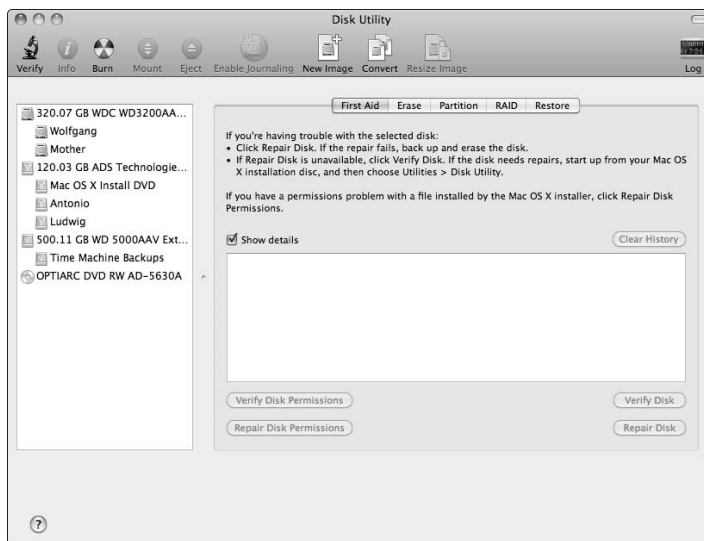 Disk Utility
Verify Info Burn Mount Eject Enable Journaling New Image Convert Resize Image Log
320.07 GB WDC WD3200AA...
Wolfgang
Mother
120.03 GB ADS Technologie...
Mac OS X Install DVD
Antonio
Ludwig
500.11 GB WD 5000AAV Ext...
Time Machine Backups
OPTIARC DVD RW AD-5630A
First Aid Erase Partition RAID Restore
If you're having trouble with the selected disk:
• Click Repair Disk. If the repair fails, back up and erase the disk.
• If Repair Disk is unavailable, click Verify Disk. If the disk needs repairs, start up from your Mac OS
X installation disc, and then choose Utilities > Disk Utility.
If you have a permissions problem with a file installed by the Mac OS X installer, click Repair Disk
Permissions.
Show details
Clear History
Verify Disk Permissions
Verify Disk
Repair Disk Permissions
Repair Disk
?